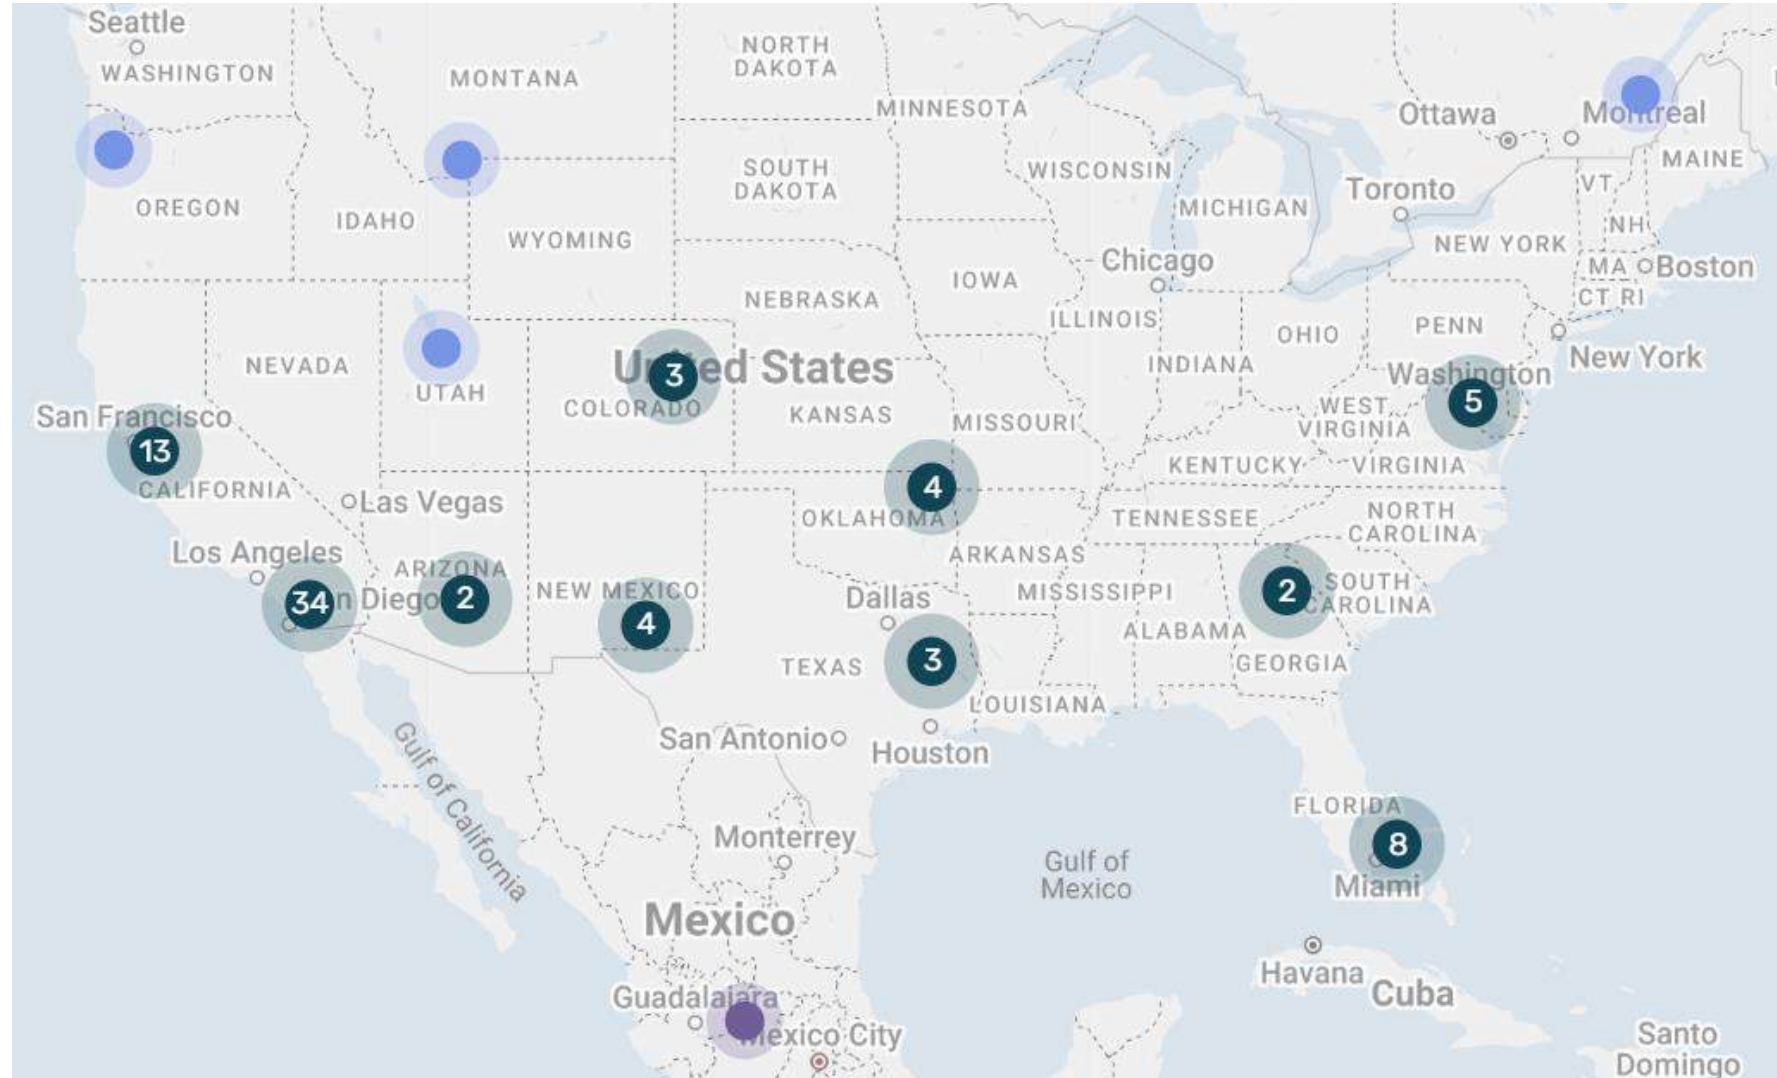 Seattle
WASHINGTON
MONTANA
NORTH
DAKOTA
MINNESOTA
Ottawa
Montreal
OREGON
IDAHO
WYOMING
SOUTH
DAKOTA
WISCONSIN
MICHIGAN
Toronto
VT
NH
MAINE
NEW YORK
MA
Boston
CT RI
Chicago
IOWA
NEBRASKA
ILLINOIS
INDIANA
OHIO
PENN
New York
NEVADA
UTAH
United States
3
COLORADO
KANSAS
MISSOURI
Washington
5
WEST
VIRGINIA
KENTUCKY
VIRGINIA
San Francisco
13
CALIFORNIA
Las Vegas
4
OKLAHOMA
TENNESSEE
NORTH
CAROLINA
Los Angeles
ARIZONA
34
n Diego
2
NEW MEXICO
4
Dallas
ARKANSAS
MISSISSIPPI
2
SOUTH
CAROLINA
ALABAMA
GEORGIA
TEXAS
3
LOUISIANA
San Antonio
Houston
Gulf of California
FLORIDA
8
Miami
Monterrey
Gulf of
Mexico
Mexico
Havana
Cuba
Guadalajara
Mexico City
Santo
Domingo